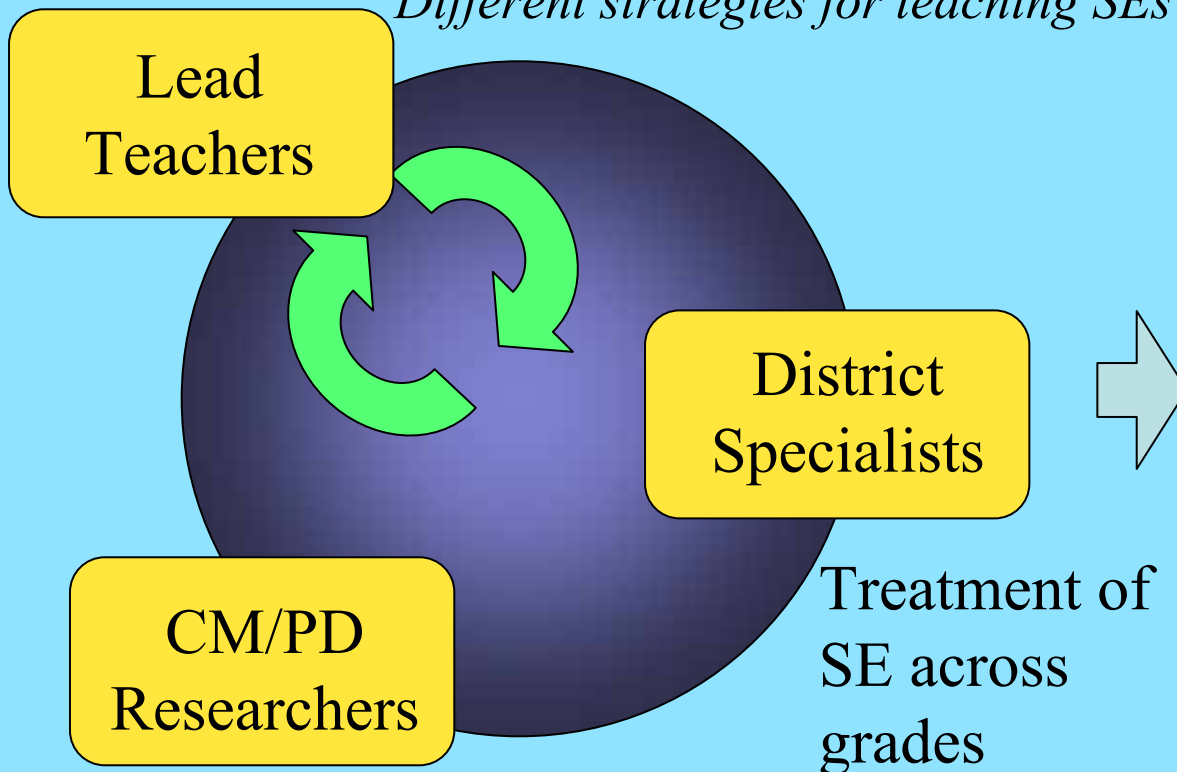 Different strategies for teaching SEs
Lead
Teachers
District
Specialists
Treatment of
SE across
grades
CM/PD
Researchers